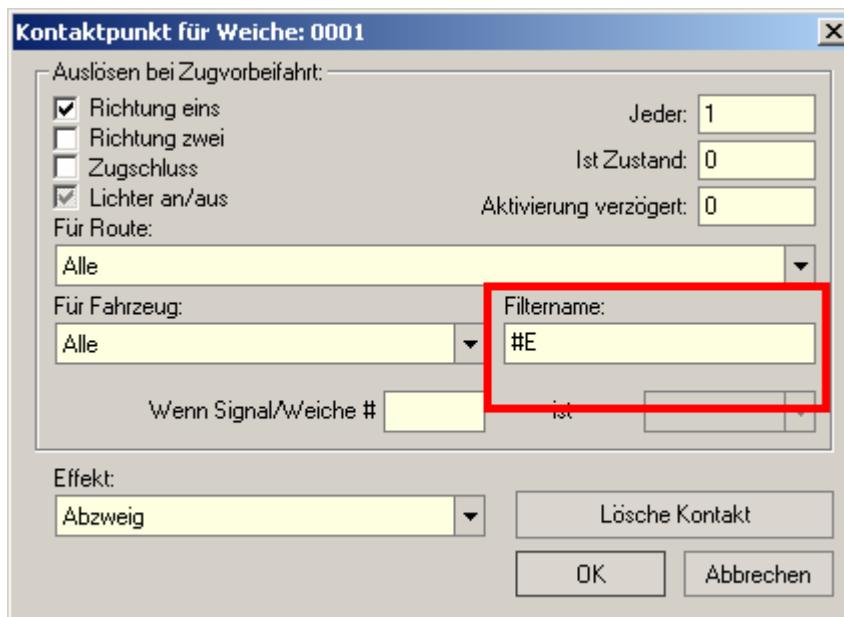 Kontaktpunkt für Weiche: 0001
Auslösen bei Zugvorbeifahrt:
Richtung eins
Jeder: 1
Richtung zwei
Ist Zustand: 0
Zugschluss
Lichter an/aus
Aktivierung verzögert: 0
Für Route:
Alle
Für Fahrzeug:
Filtername:
Alle
#E
Wenn Signal/Weiche #
ist
Effekt:
Abzweig
Lösche Kontakt
OK
Abbrechen